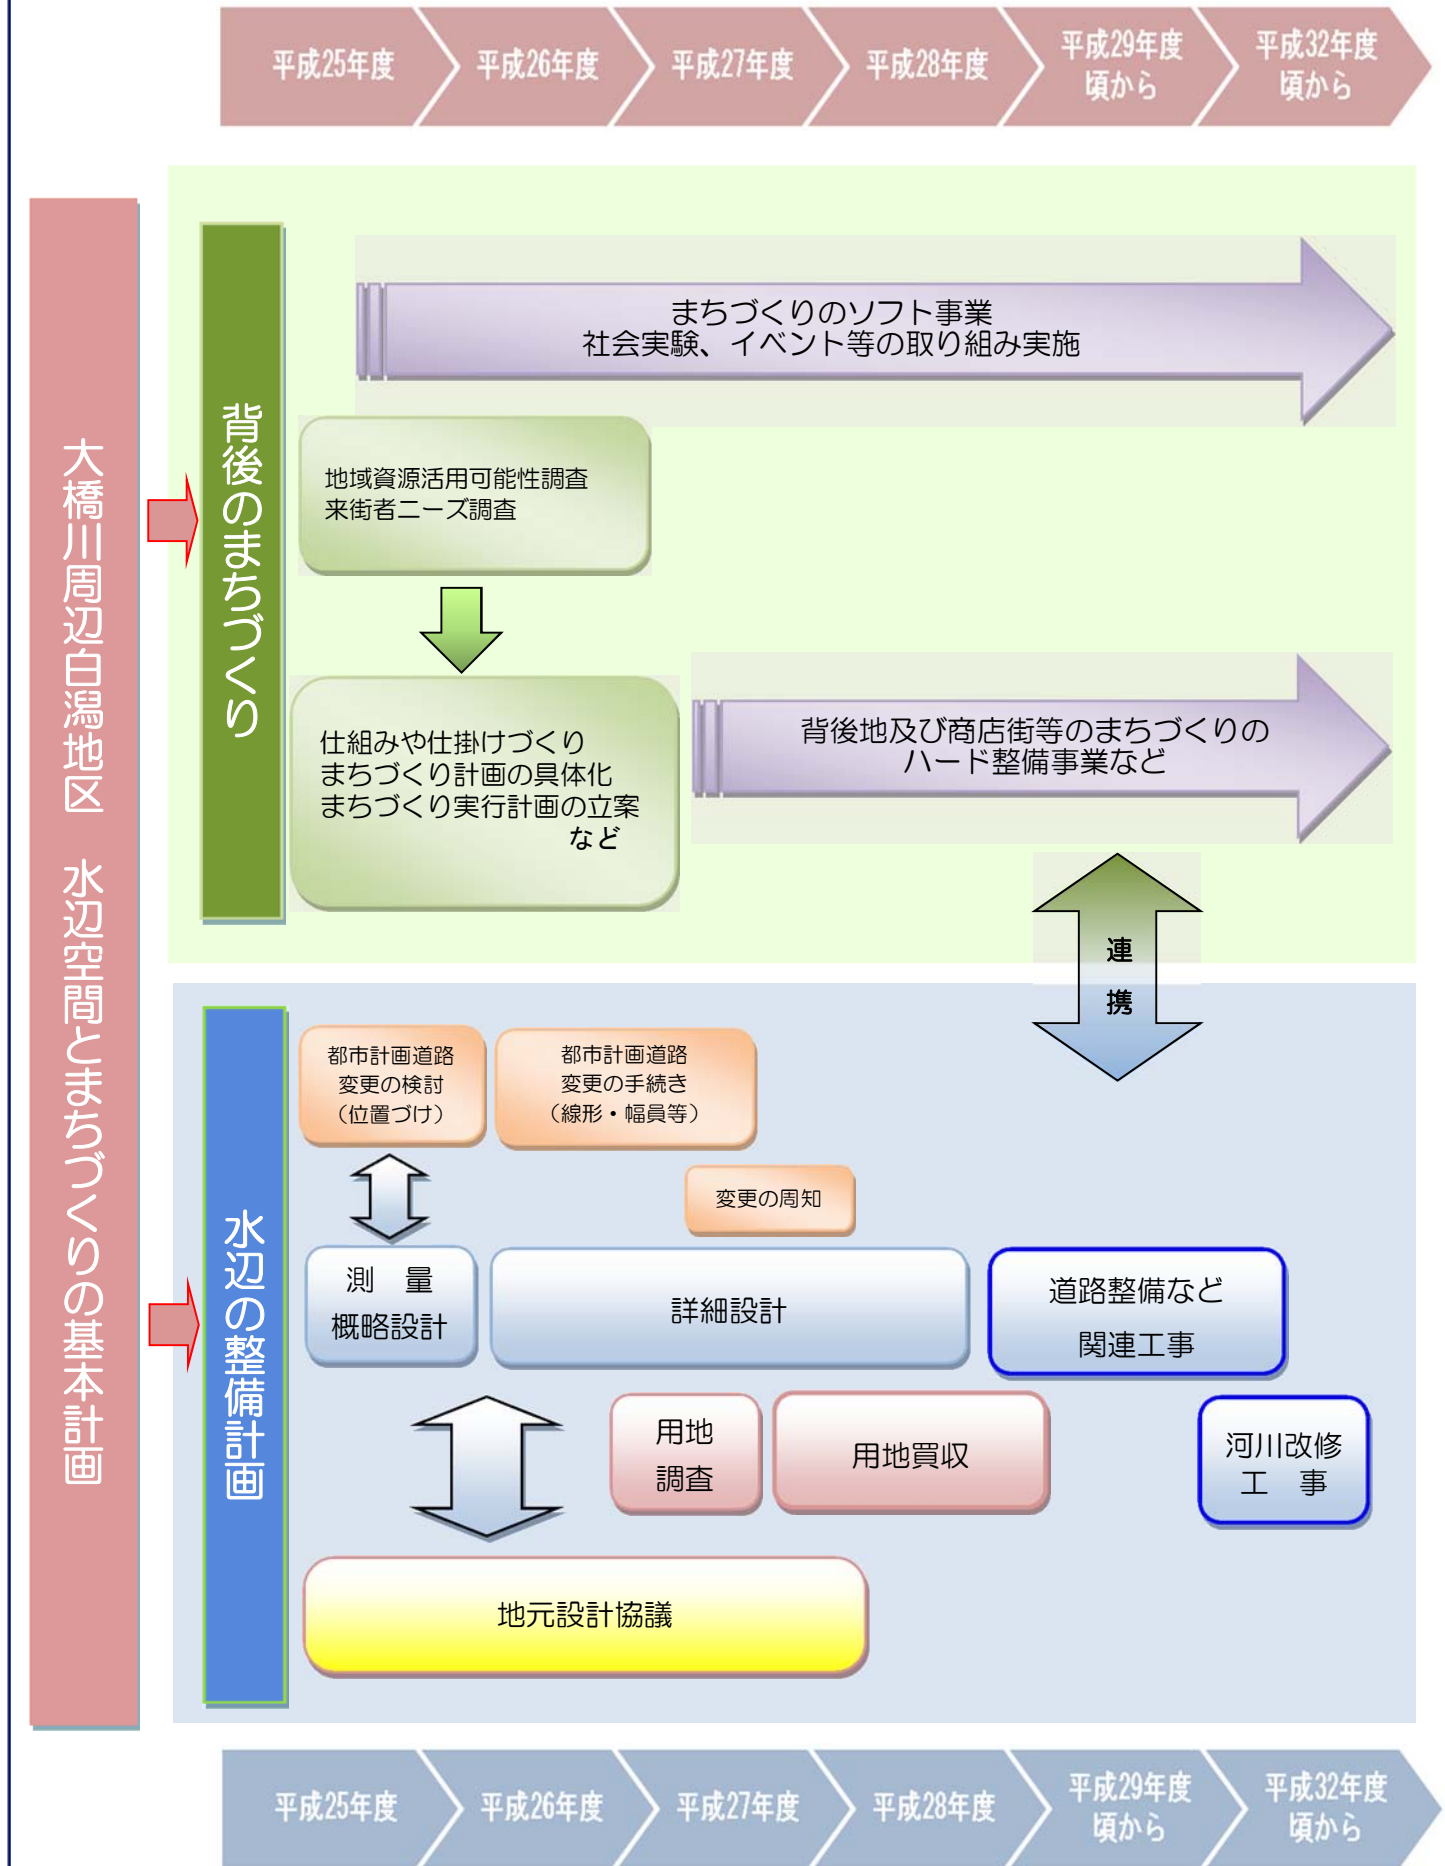 平成25年度
平成26年度
平成27年度
平成28年度
平成29年度
頃から
平成32年度
頃から
大橋川周辺白潟地区　水辺空間とまちづくりの基本計画
背後のまちづくり
まちづくりのソフト事業
社会実験、イベント等の取り組み実施
地域資源活用可能性調査
来街者ニーズ調査
仕組みや仕掛けづくり
まちづくり計画の具体化
まちづくり実行計画の立案
など
背後地及び商店街等のまちづくりの
ハード整備事業など
連
携
水辺の整備計画
都市計画道路
変更の検討
（位置づけ）
都市計画道路
変更の手続き
（線形・幅員等）
変更の周知
測　量
概略設計
詳細設計
道路整備など
関連工事
用地
調査
用地買収
河川改修
工　事
地元設計協議
平成25年度
平成26年度
平成27年度
平成28年度
平成29年度
頃から
平成32年度
頃から